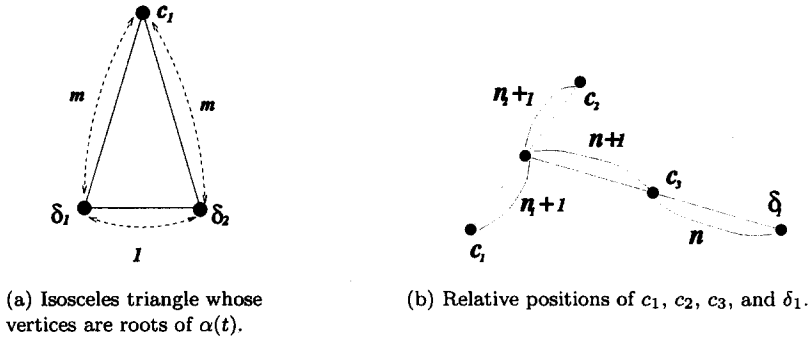 c₁
m
m
δ₁
δ₂
1
n₂+1
c₂
n+1
c₃
δ₁
n₁+1
n
c₁
(a) Isosceles triangle whose
vertices are roots of α(t).
(b) Relative positions of c₁, c₂, c₃, and δ₁.